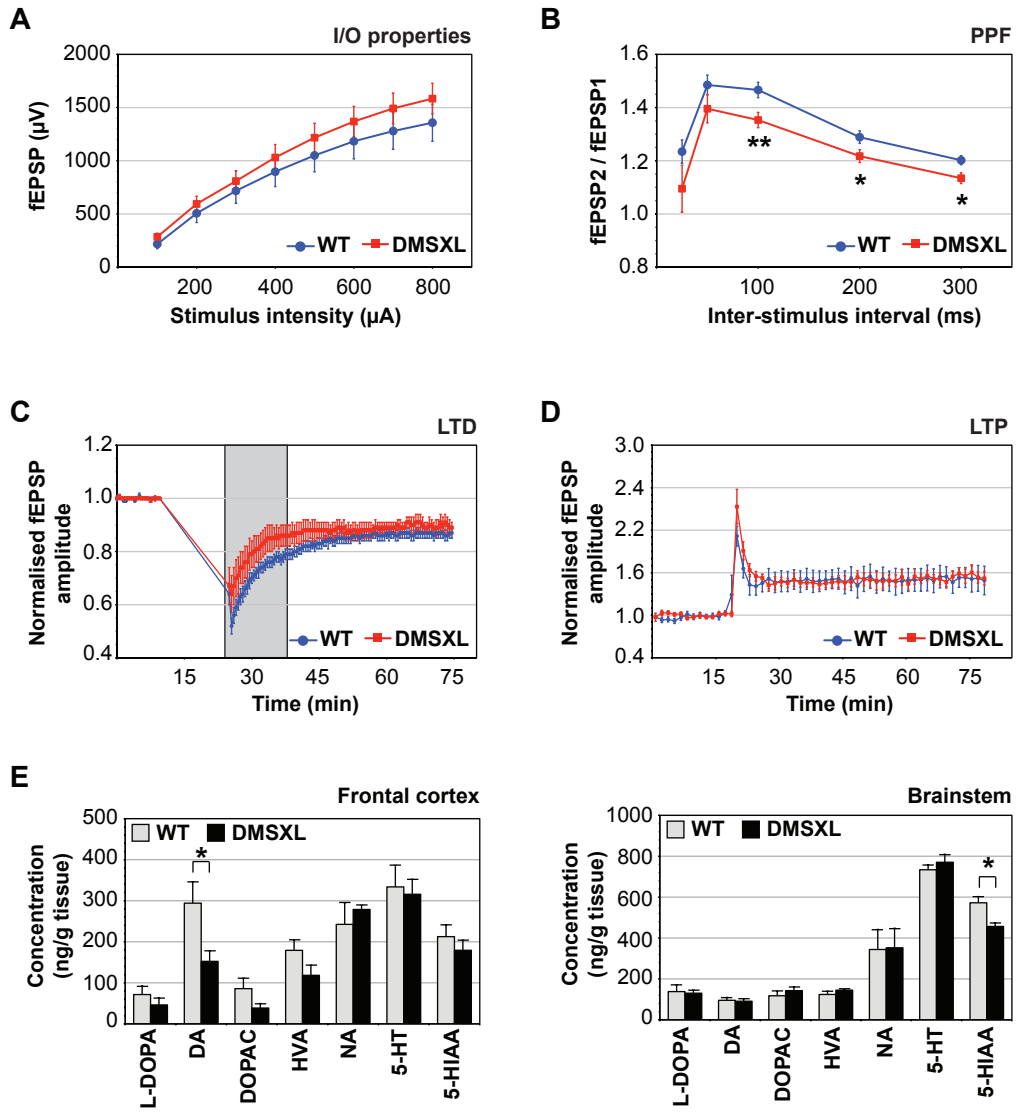 A
I/O properties
2000
1500
1000
500
0
fEPSP (µV)
WT DMSXL
200 400 600 800
Stimulus intensity (µA)
B
PPF
1.6
1.4
1.2
1.0
0.8
fEPSP2 / fEPSP1
**
*
*
WT DMSXL
100 200 300
Inter-stimulus interval (ms)
C
LTD
1.2
1.0
0.8
0.6
0.4
Normalised fEPSP
amplitude
WT DMSXL
15 30 45 60 75
Time (min)
D
LTP
3.0
2.4
2.2
1.6
1.0
0.4
Normalised fEPSP
amplitude
WT DMSXL
15 30 45 60 75
Time (min)
E
Frontal cortex
500
400
300
200
100
0
Concentration
(ng/g tissue)
WT DMSXL
*
L-DOPA DA DOPAC HVA NA 5-HT 5-HIAA
Brainstem
1000
800
600
400
200
0
Concentration
(ng/g tissue)
WT DMSXL
*
L-DOPA DA DOPAC HVA NA 5-HT 5-HIAA